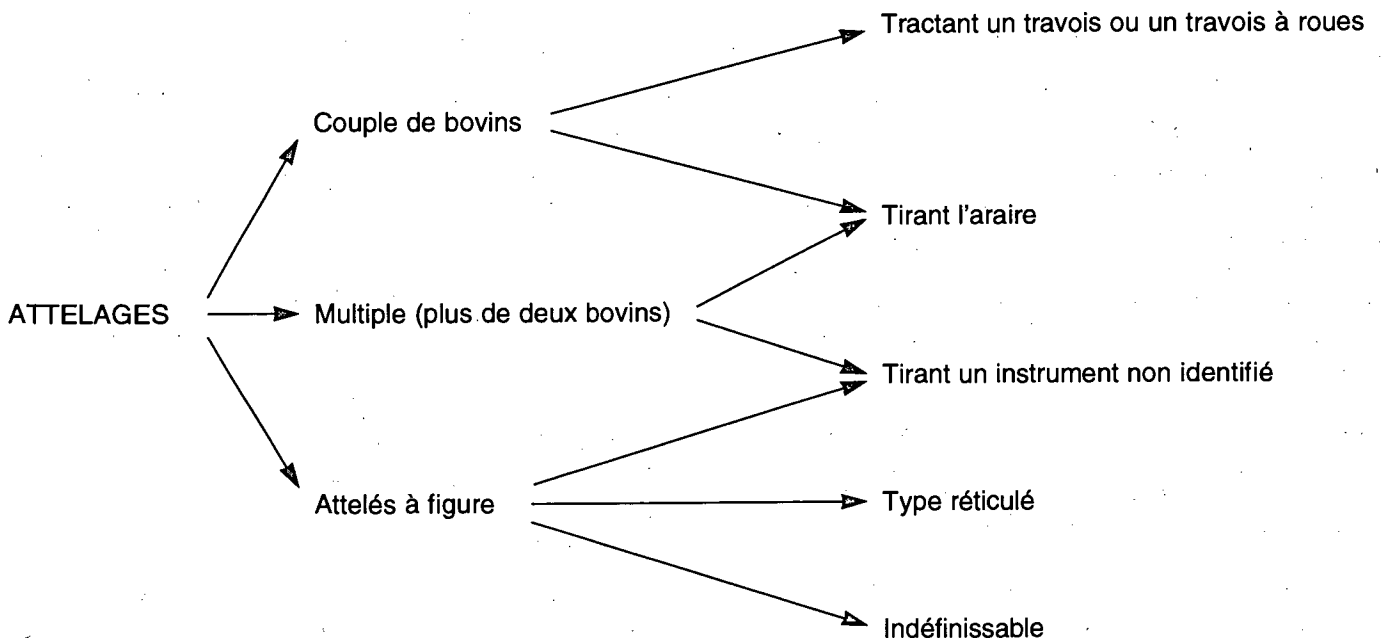 Tractant un travois ou un travois à roues
Couple de bovins
Tirant l'araire
ATTELAGES
Multiple (plus de deux bovins)
Tirant un instrument non identifié
Attelés à figure
Type réticulé
Indéfinissable